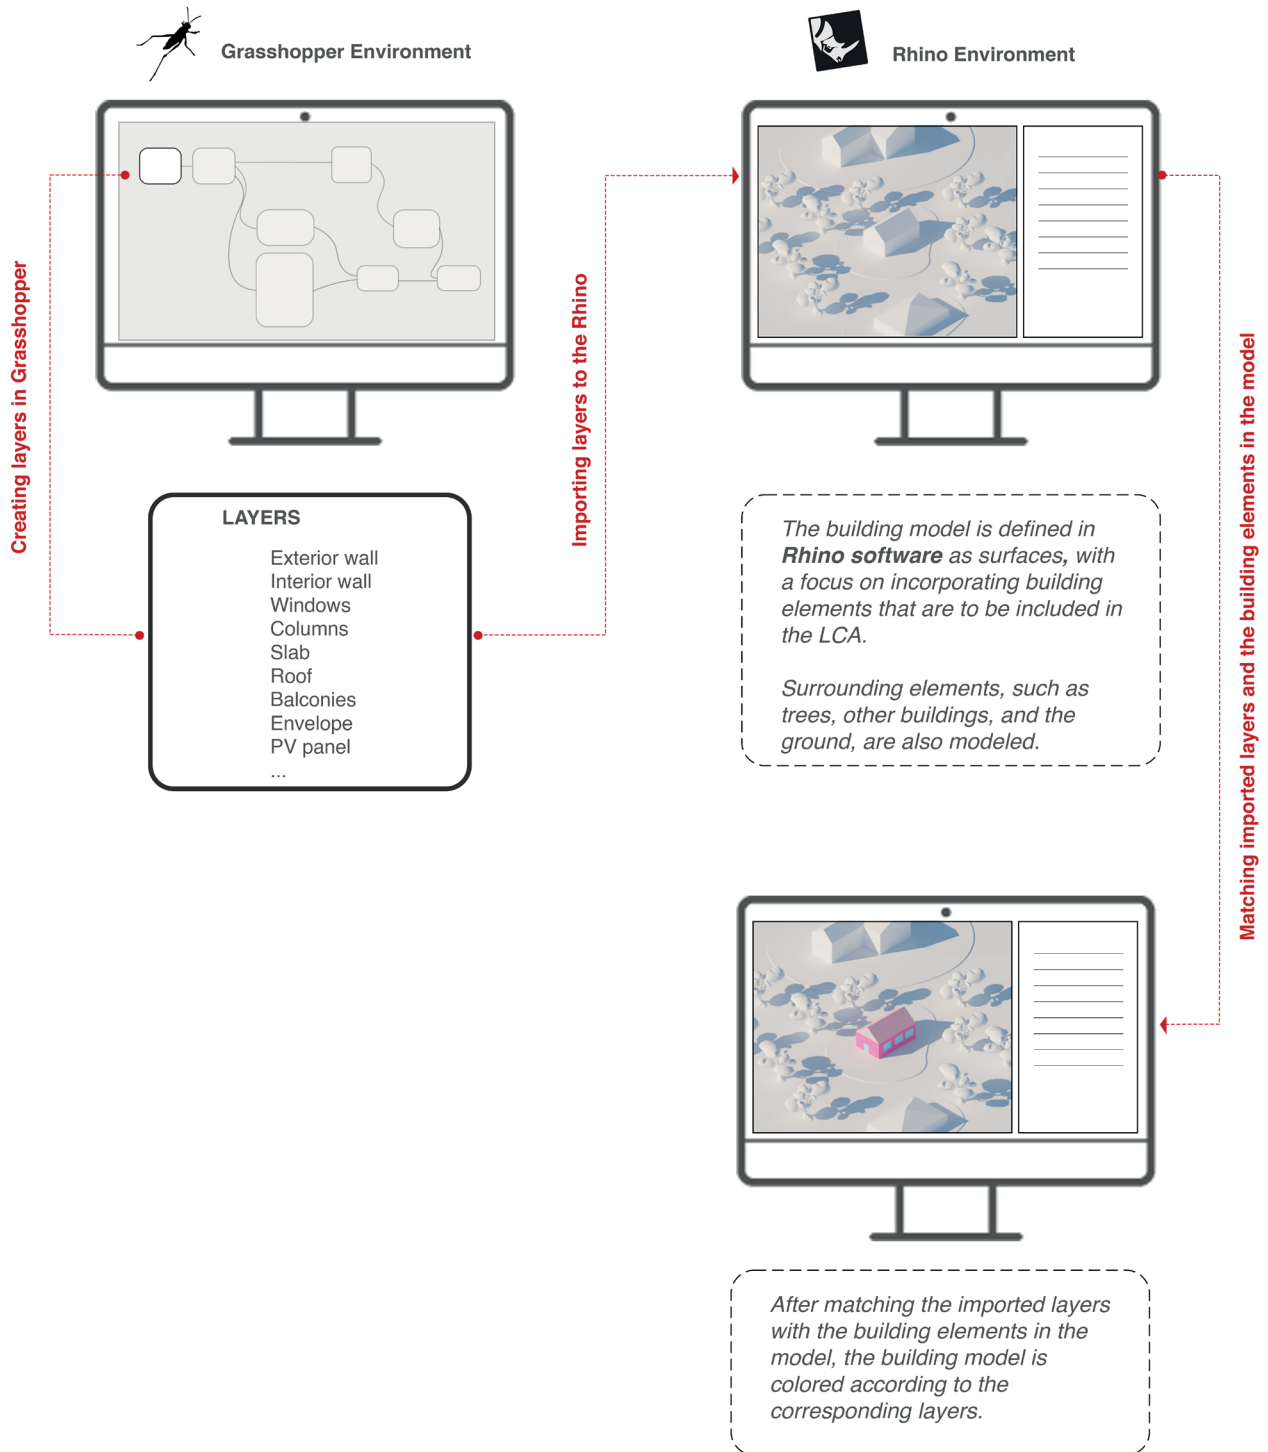 Grasshopper Environment
Rhino Environment
Creating layers in Grasshopper
Importing layers to the Rhino
Matching imported layers and the building elements in the model
LAYERS
Exterior wall
Interior wall
Windows
Columns
Slab
Roof
Balconies
Envelope
PV panel
...
The building model is defined in
Rhino software as surfaces, with
a focus on incorporating building
elements that are to be included in
the LCA.
Surrounding elements, such as
trees, other buildings, and the
ground, are also modeled.
After matching the imported layers
with the building elements in the
model, the building model is
colored according to the
corresponding layers.